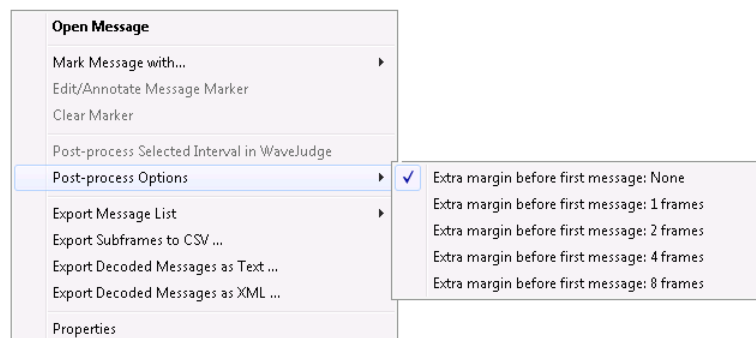 Open Message
Mark Message with...
Edit/Annotate Message Marker
Clear Marker
Post-process Selected Interval in WaveJudge
Post-process Options
Extra margin before first message: None
Extra margin before first message: 1 frames
Extra margin before first message: 2 frames
Extra margin before first message: 4 frames
Extra margin before first message: 8 frames
Export Message List
Export Subframes to CSV ...
Export Decoded Messages as Text ...
Export Decoded Messages as XML ...
Properties